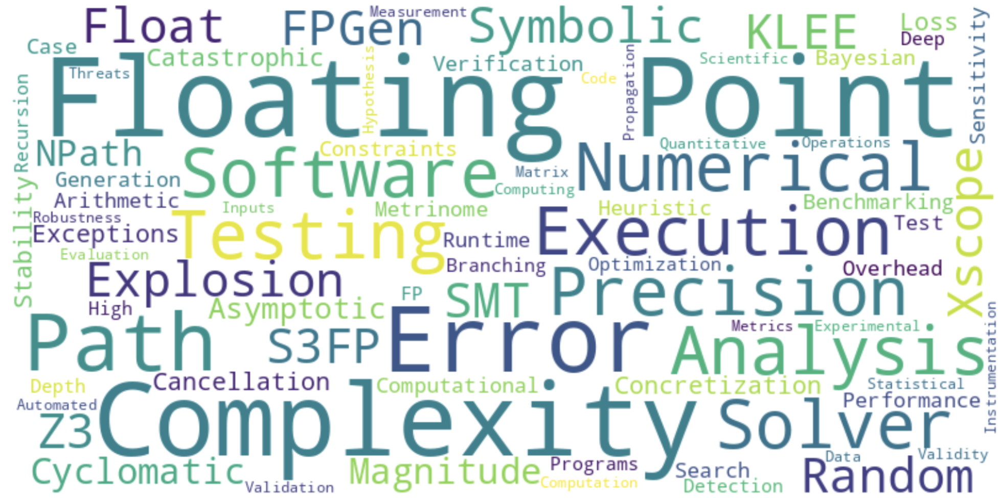 Float
FPGen
Measurement
Symbolic
KLEE
Loss
Deep
Sensitivity
Case
Catastrophic
Hypothesis
Verification
Code
Propagation
Scientific
Bayesian
Threats
Floating
Point
Recursion
NPath
Software
Constraints
Matrix
Computing
Numerical
Quantitative
Operations
Generation
Arithmetic
Robustness
Exceptions
Evaluation
Stability
Inputs
Testing
Metrinome
Runtime
Branching
Heuristic
Execution
Benchmarking
Test
Xscope
Explosion
High
Asymptotic
FP
SMT
Optimization
Precision
Overhead
Path
S3FP
Error
Metrics
Experimental
Analysis
Instrumentation
Depth
Cancellation
Computational
Concretization
Statistical
Performance
Automated
Z3
Complexity
Solver
Cyclomatic
Validation
Magnitude
Programs
Computation
Search
Detection
Data
Validity
Random